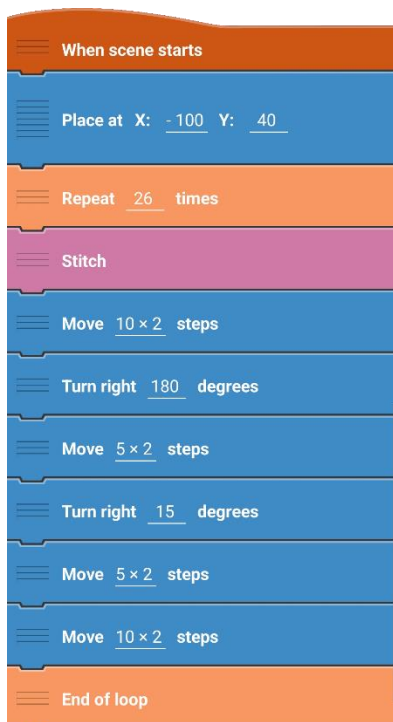 When scene starts
Place at X: - 100 Y: 40
Repeat 26 times
Stitch
Move 10 × 2 steps
Turn right 180 degrees
Move 5 × 2 steps
Turn right 15 degrees
Move 5 × 2 steps
Move 10 × 2 steps
End of loop